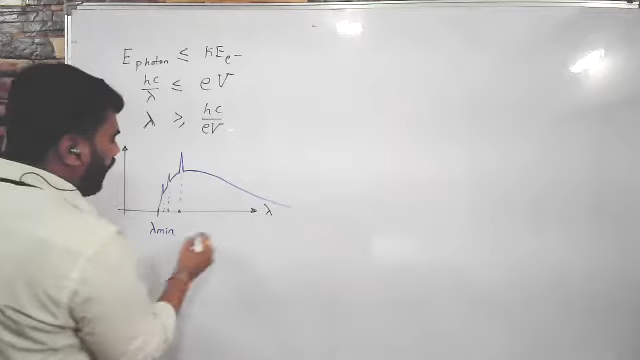 E photon ≤ KE e-
hc/λ ≤ eV
λ ≥ hc/eV
λ
λmin